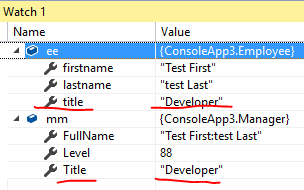 Watch 1
Name Value
ee {ConsoleApp3.Employee}
firstname "Test First"
lastname "test Last"
title "Developer"
mm {ConsoleApp3.Manager}
FullName "Test First:test Last"
Level 88
Title "Developer"